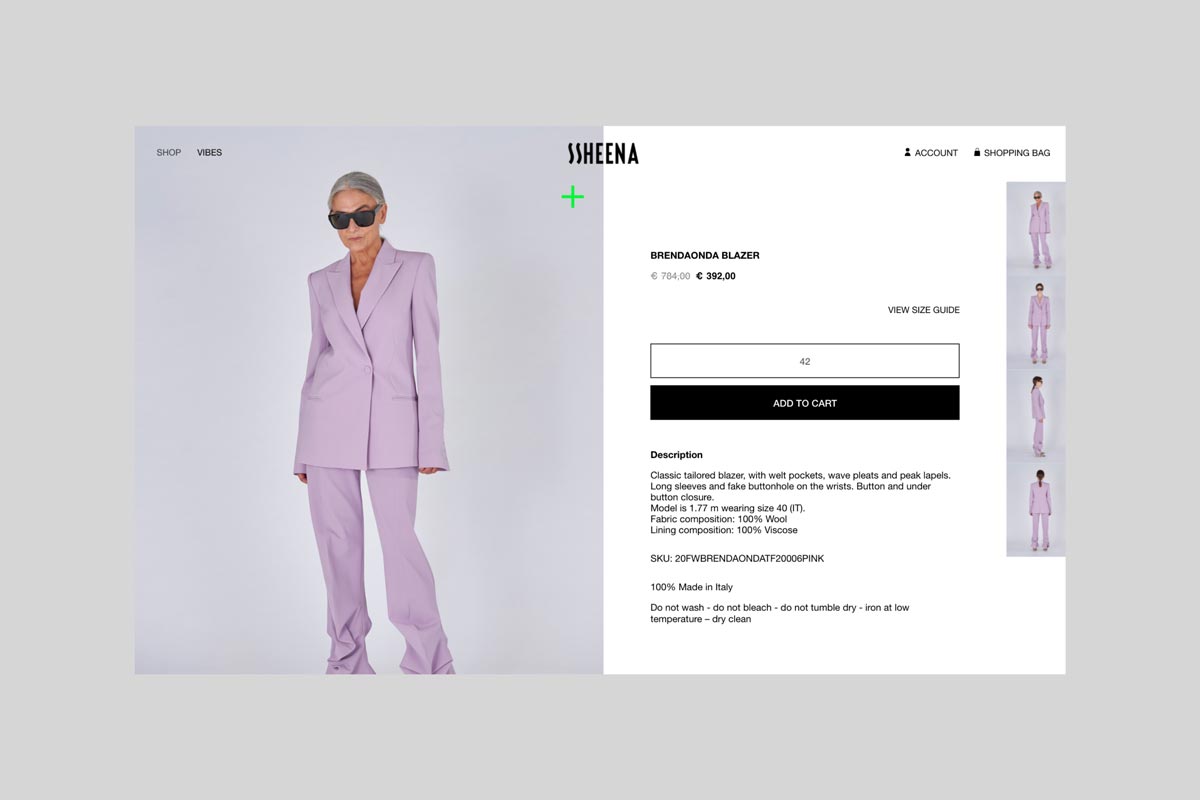 SHOP VIBES
SSHEENA
ACCOUNT SHOPPING BAG
BRENDAONDA BLAZER
€ 784,00 € 392,00
VIEW SIZE GUIDE
42
ADD TO CART
Description
Classic tailored blazer, with welt pockets, wave pleats and peak lapels.
Long sleeves and fake buttonhole on the wrists. Button and under
button closure.
Model is 1.77 m wearing size 40 (IT).
Fabric composition: 100% Wool
Lining composition: 100% Viscose
SKU: 20FWBRENDAONDATF20006PINK
100% Made in Italy
Do not wash - do not bleach - do not tumble dry - iron at low
temperature – dry clean